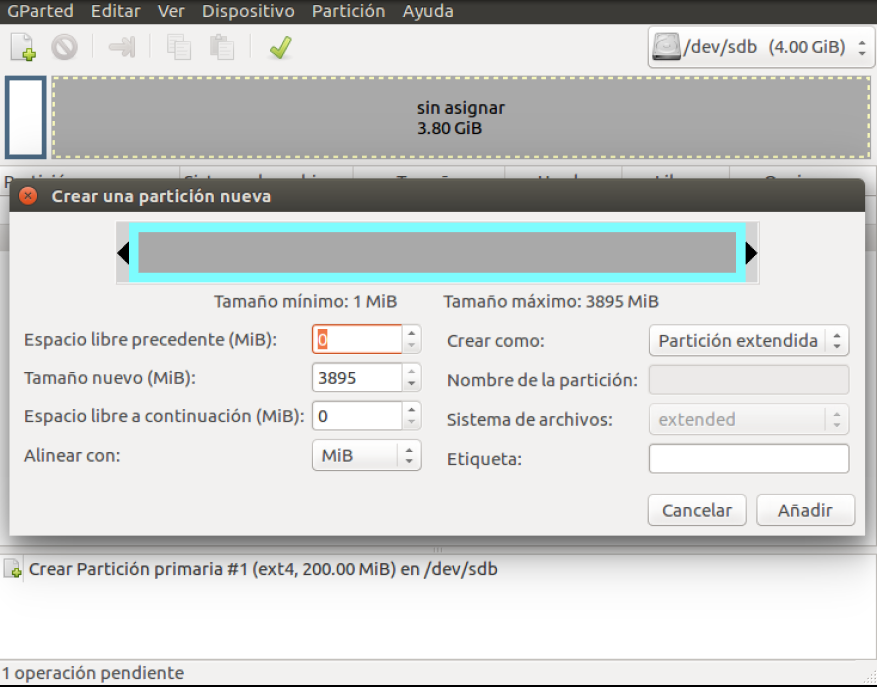 GParted Editar Ver Dispositivo Partición Ayuda
/dev/sdb (4.00 GiB)
sin asignar
3.80 GiB
Crear una partición nueva
Tamaño mínimo: 1 MiB Tamaño máximo: 3895 MiB
Espacio libre precedente (MiB): 0 Crear como: Partición extendida
Tamaño nuevo (MiB): 3895 Nombre de la partición:
Espacio libre a continuación (MiB): 0 Sistema de archivos: extended
Alinear con: MiB Etiqueta:
Cancelar Añadir
Crear Partición primaria #1 (ext4, 200.00 MiB) en /dev/sdb
1 operación pendiente